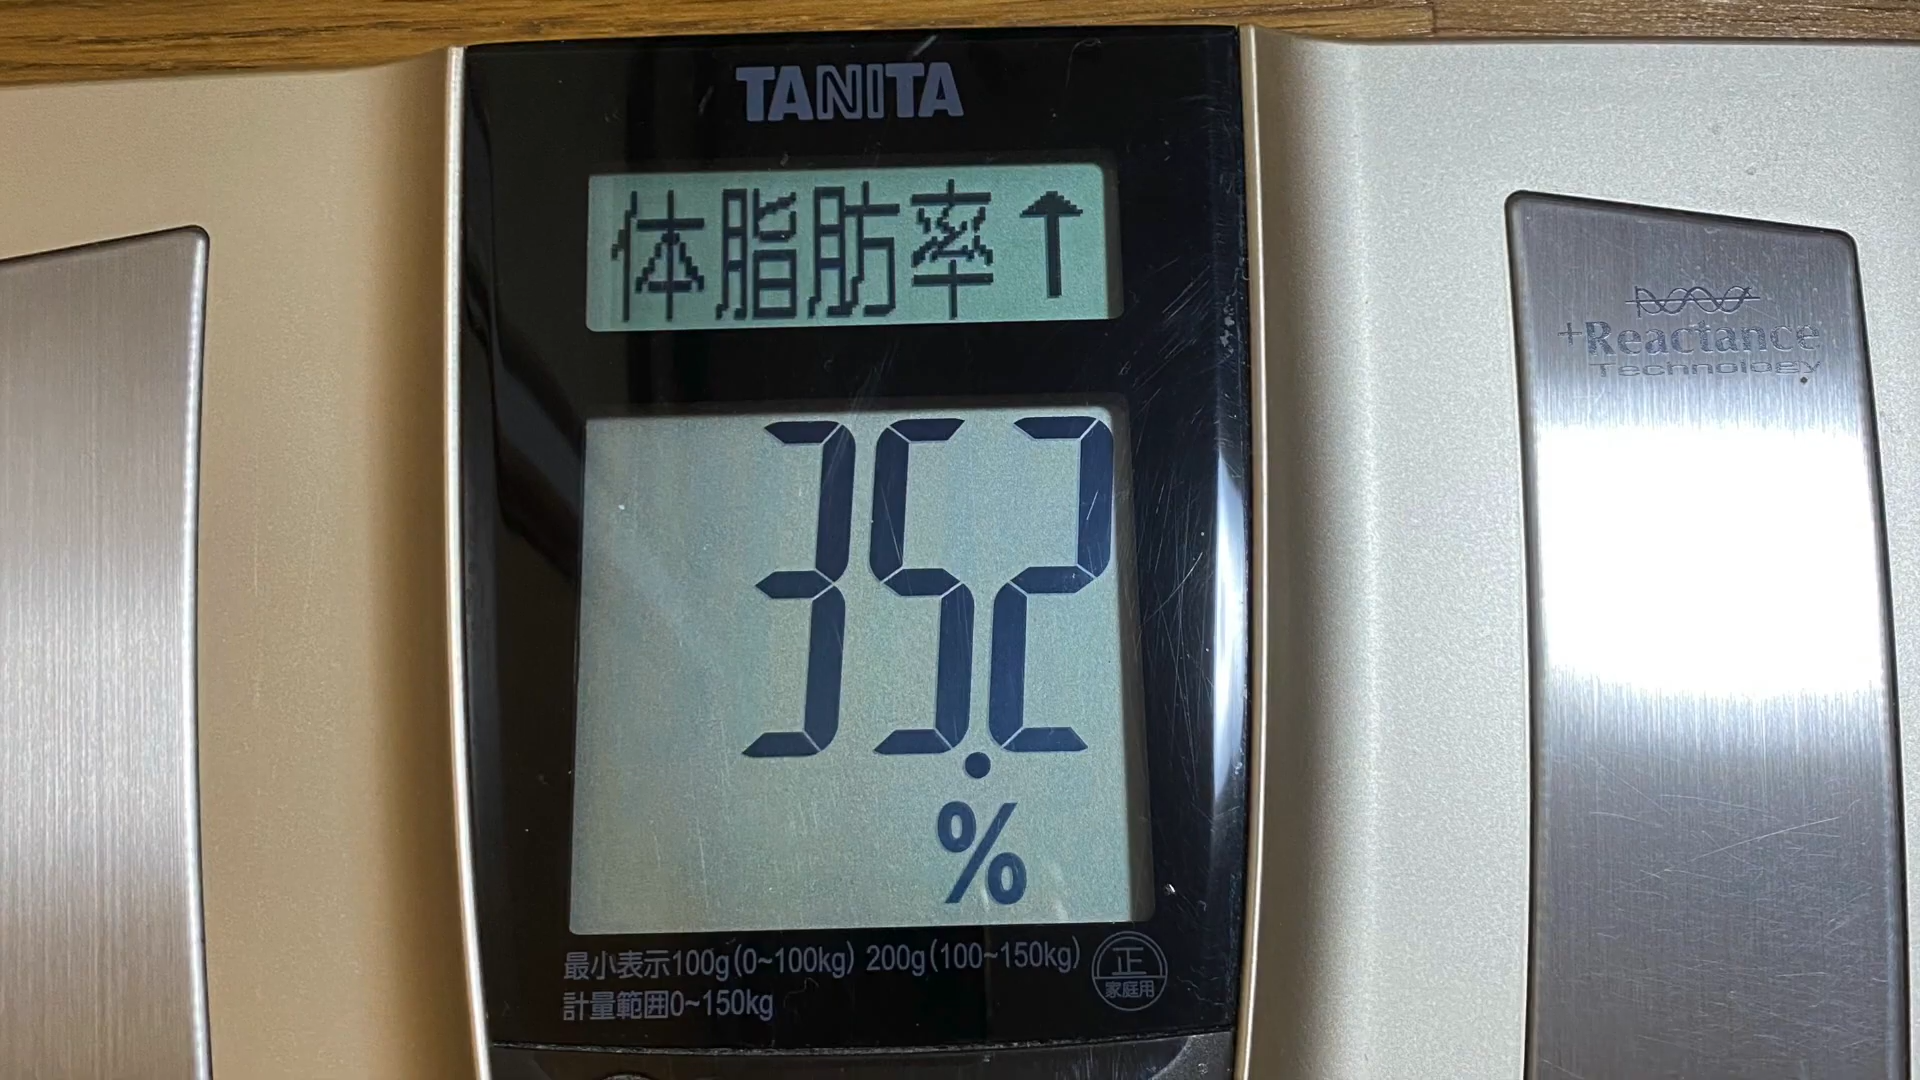 TANITA
体脂肪率↑
+Reactance
Technology
35.2
%
最小表示100g(0~100kg) 200g(100~150kg)
計量範囲0~150kg
正
家庭用